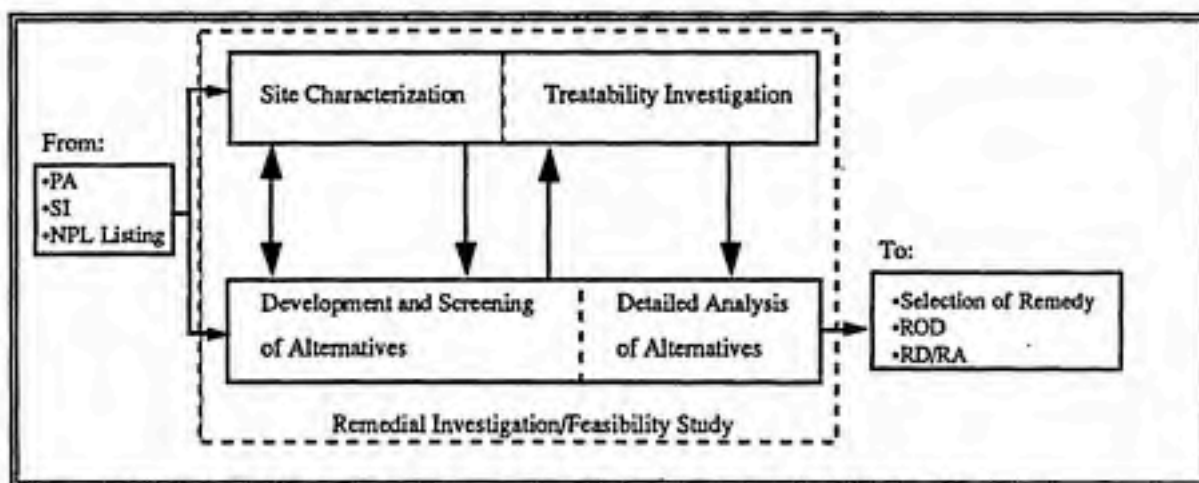 Site Characterization
Treatability Investigation
From:
•PA
•SI
•NPL Listing
Development and Screening
of Alternatives
Detailed Analysis
of Alternatives
To:
•Selection of Remedy
•ROD
•RD/RA
Remedial Investigation/Feasibility Study